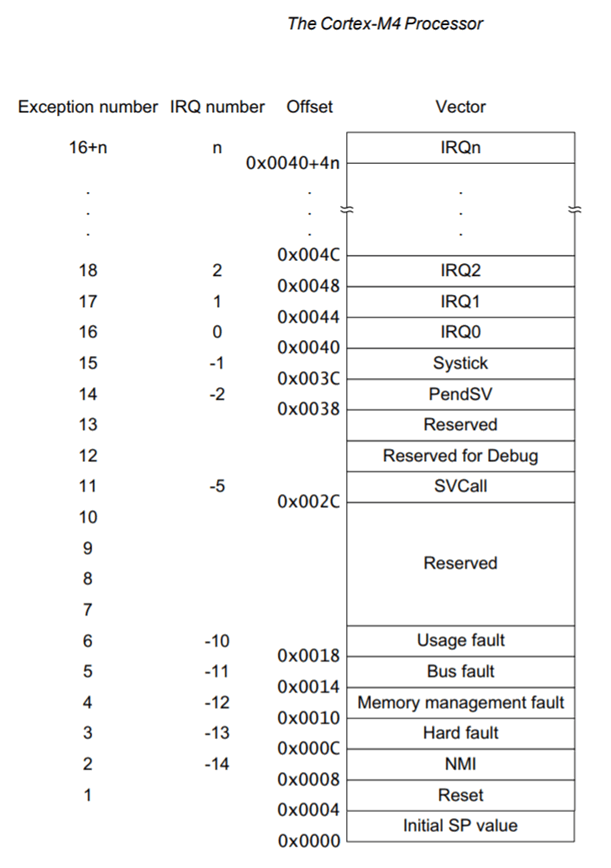 The Cortex-M4 Processor
Exception number IRQ number Offset Vector
16+n n IRQn
0x0040+4n
. . .
. . .
. . .
0x004C
18 2 IRQ2
0x0048
17 1 IRQ1
0x0044
16 0 IRQ0
0x0040
15 -1 Systick
0x003C
14 -2 PendSV
0x0038
13 Reserved
12 Reserved for Debug
11 -5 SVCall
0x002C
10
9
Reserved
8
7
6 -10 Usage fault
0x0018
5 -11 Bus fault
0x0014
4 -12 Memory management fault
0x0010
3 -13 Hard fault
0x000C
2 -14 NMI
0x0008
1 Reset
0x0004
Initial SP value
0x0000